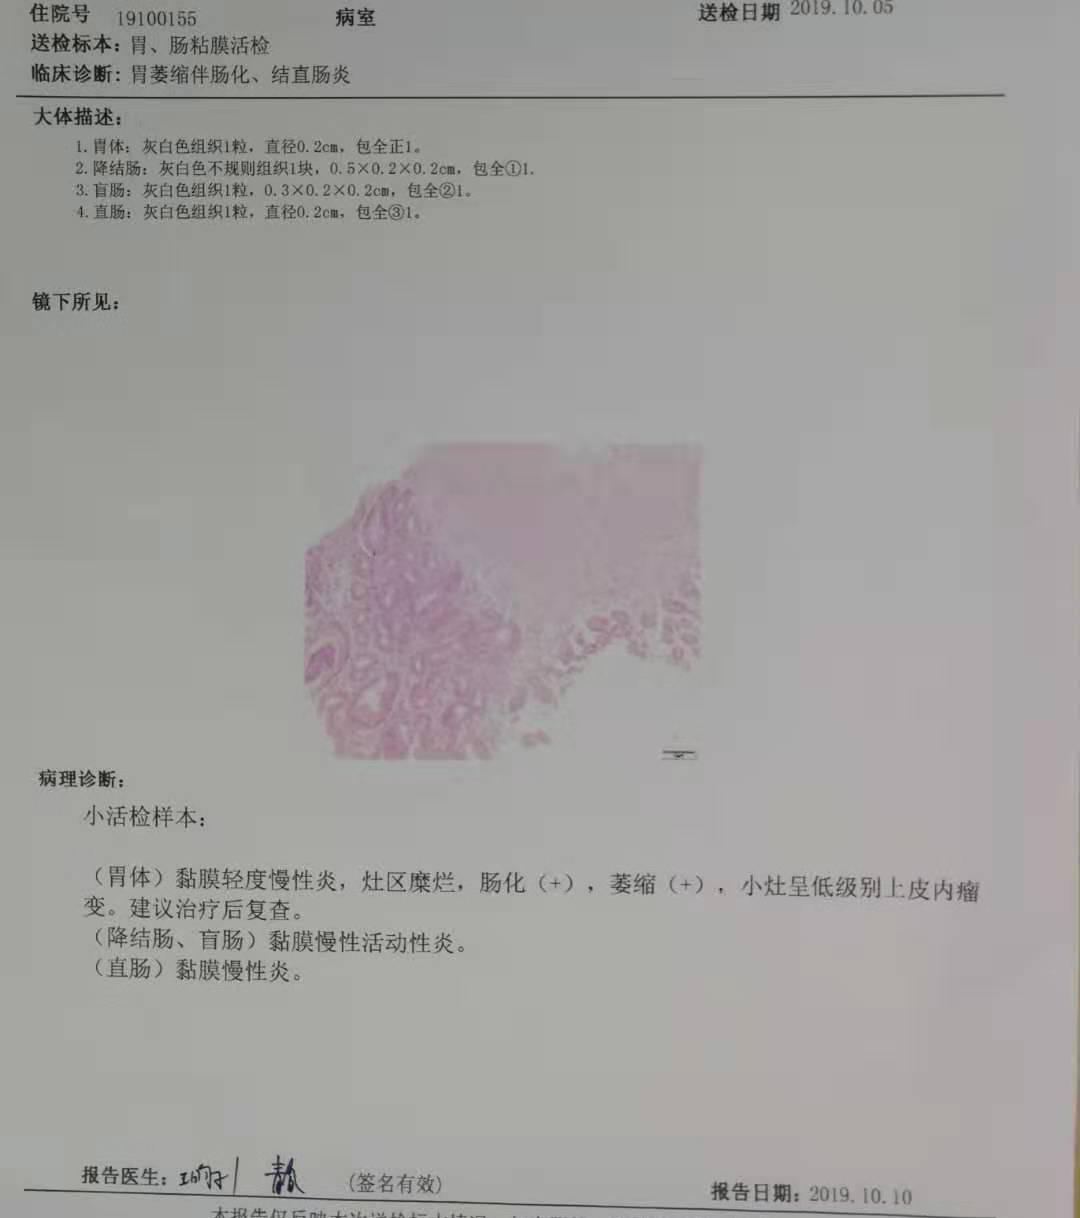 住院号 19100155 病室 送检日期 2019.10.05
送检标本：胃、肠粘膜活检
临床诊断：胃萎缩伴肠化、结直肠炎
大体描述：
1.胃体：灰白色组织1粒，直径0.2cm，包全正1。
2.降结肠：灰白色不规则组织1块，0.5×0.2×0.2cm，包全①1.
3.盲肠：灰白色组织1粒，0.3×0.2×0.2cm，包全②1。
4.直肠：灰白色组织1粒，直径0.2cm，包全③1。
镜下所见：
病理诊断：
小活检样本：
（胃体）黏膜轻度慢性炎，灶区糜烂，肠化（+），萎缩（+），小灶呈低级别上皮内瘤
变。建议治疗后复查。
（降结肠、盲肠）黏膜慢性活动性炎。
（直肠）黏膜慢性炎。
报告医生： (签名有效) 报告日期：2019.10.10